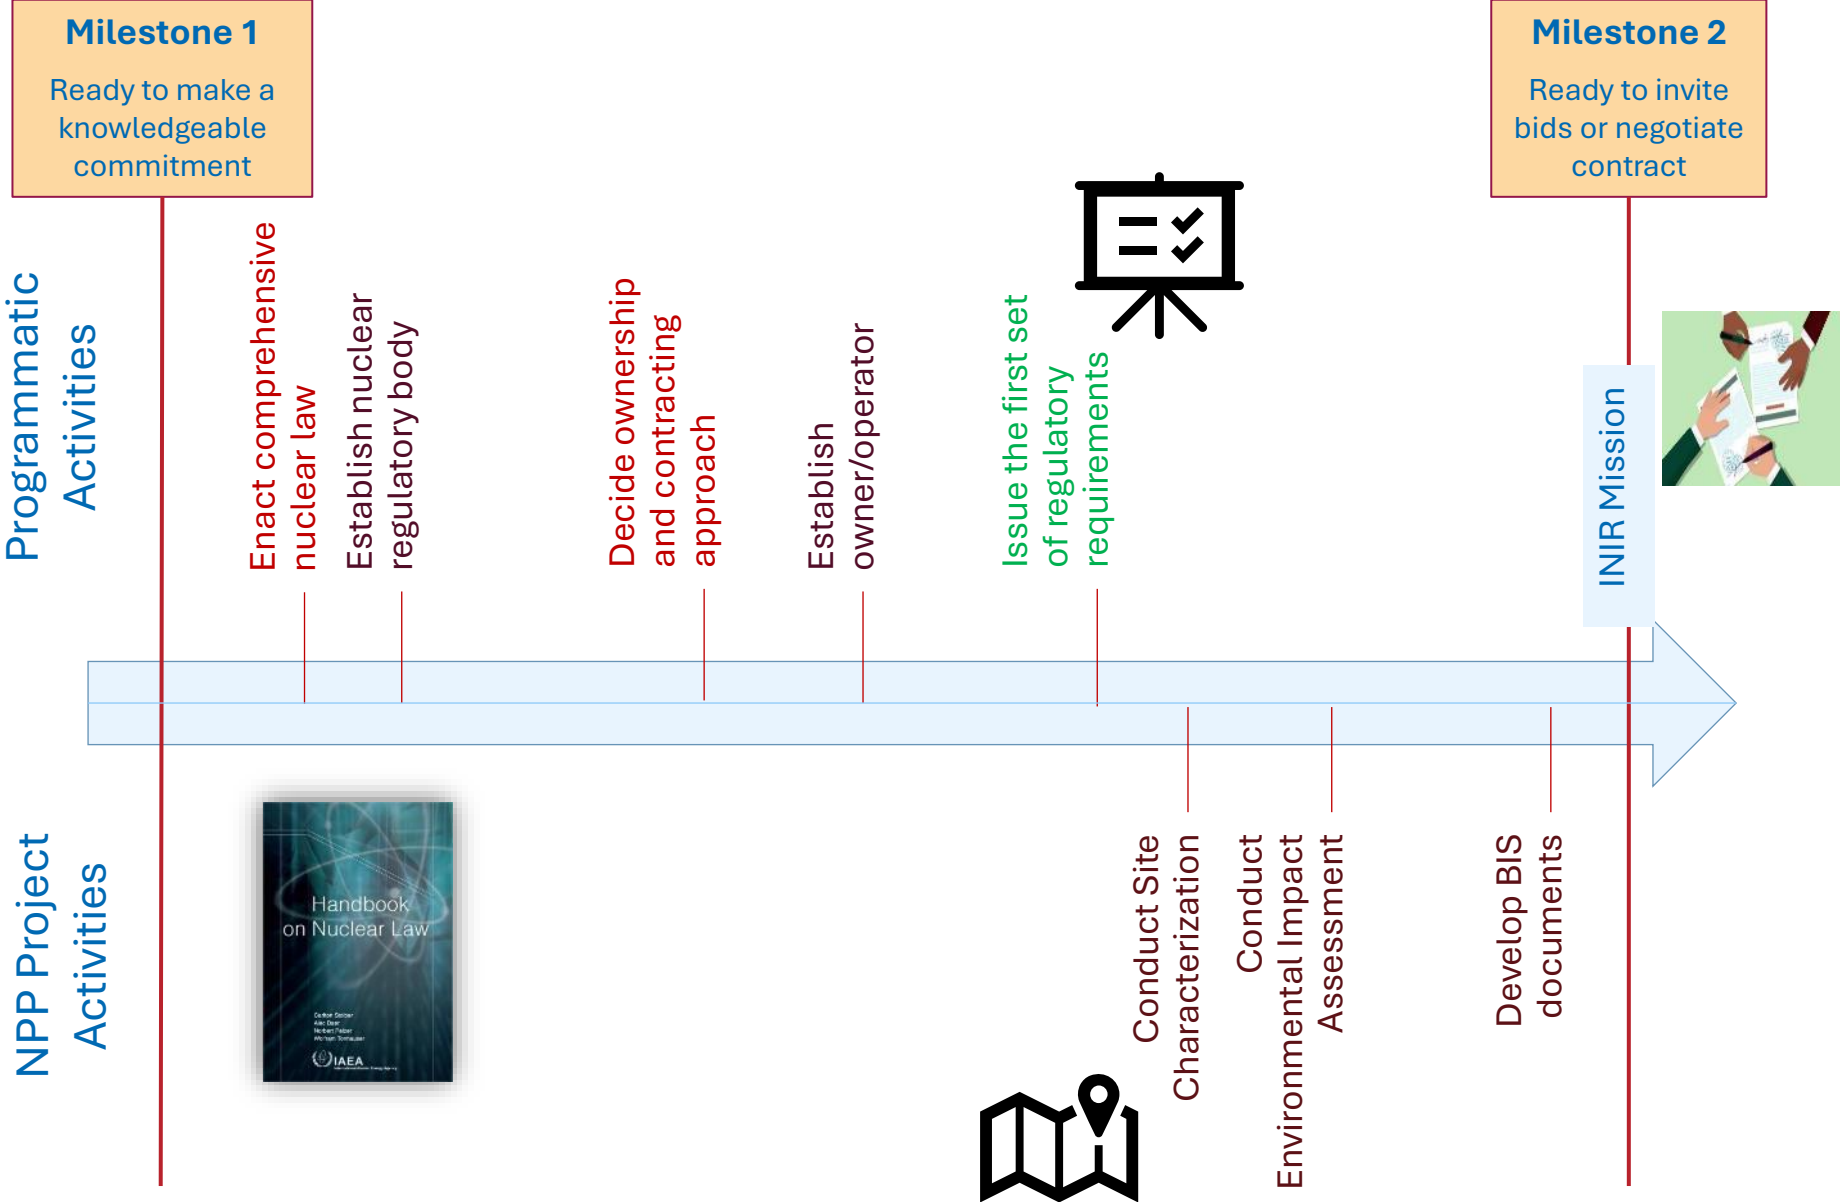 Milestone 1
Ready to make a
knowledgeable
commitment
Milestone 2
Ready to invite
bids or negotiate
contract
Programmatic
Activities
Enact comprehensive
nuclear law
Establish nuclear
regulatory body
Decide ownership
and contracting
approach
Establish
owner/operator
Issue the first set
of regulatory
requirements
INIR Mission
NPP Project
Activities
Handbook
on Nuclear Law
IAEA
Conduct Site
Characterization
Conduct
Environmental Impact
Assessment
Develop BIS
documents